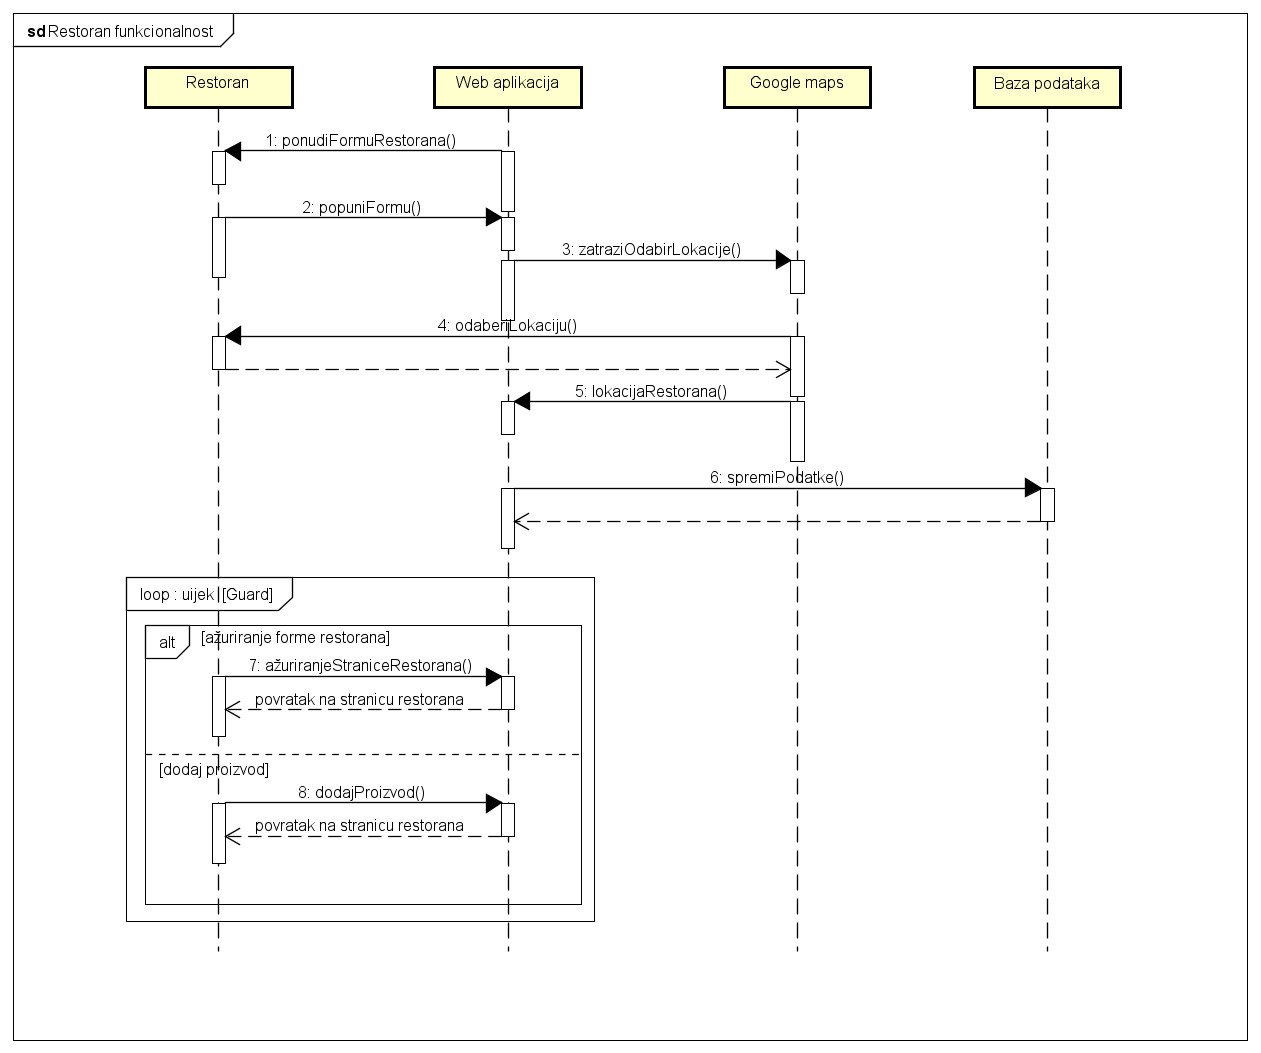 sd Restoran funkcionalnost
Restoran
Web aplikacija
Google maps
Baza podataka
1: ponudiFormuRestorana()
2: popuniFormu()
3: zatraziOdabirLokacije()
4: odaberiLokaciju()
5: lokacijaRestorana()
6: spremiPodatke()
loop : uijek [Guard]
alt
[ažuriranje forme restorana]
7: ažuriranjeStraniceRestorana()
povratak na stranicu restorana
[dodaj proizvod]
8: dodajProizvod()
povratak na stranicu restorana